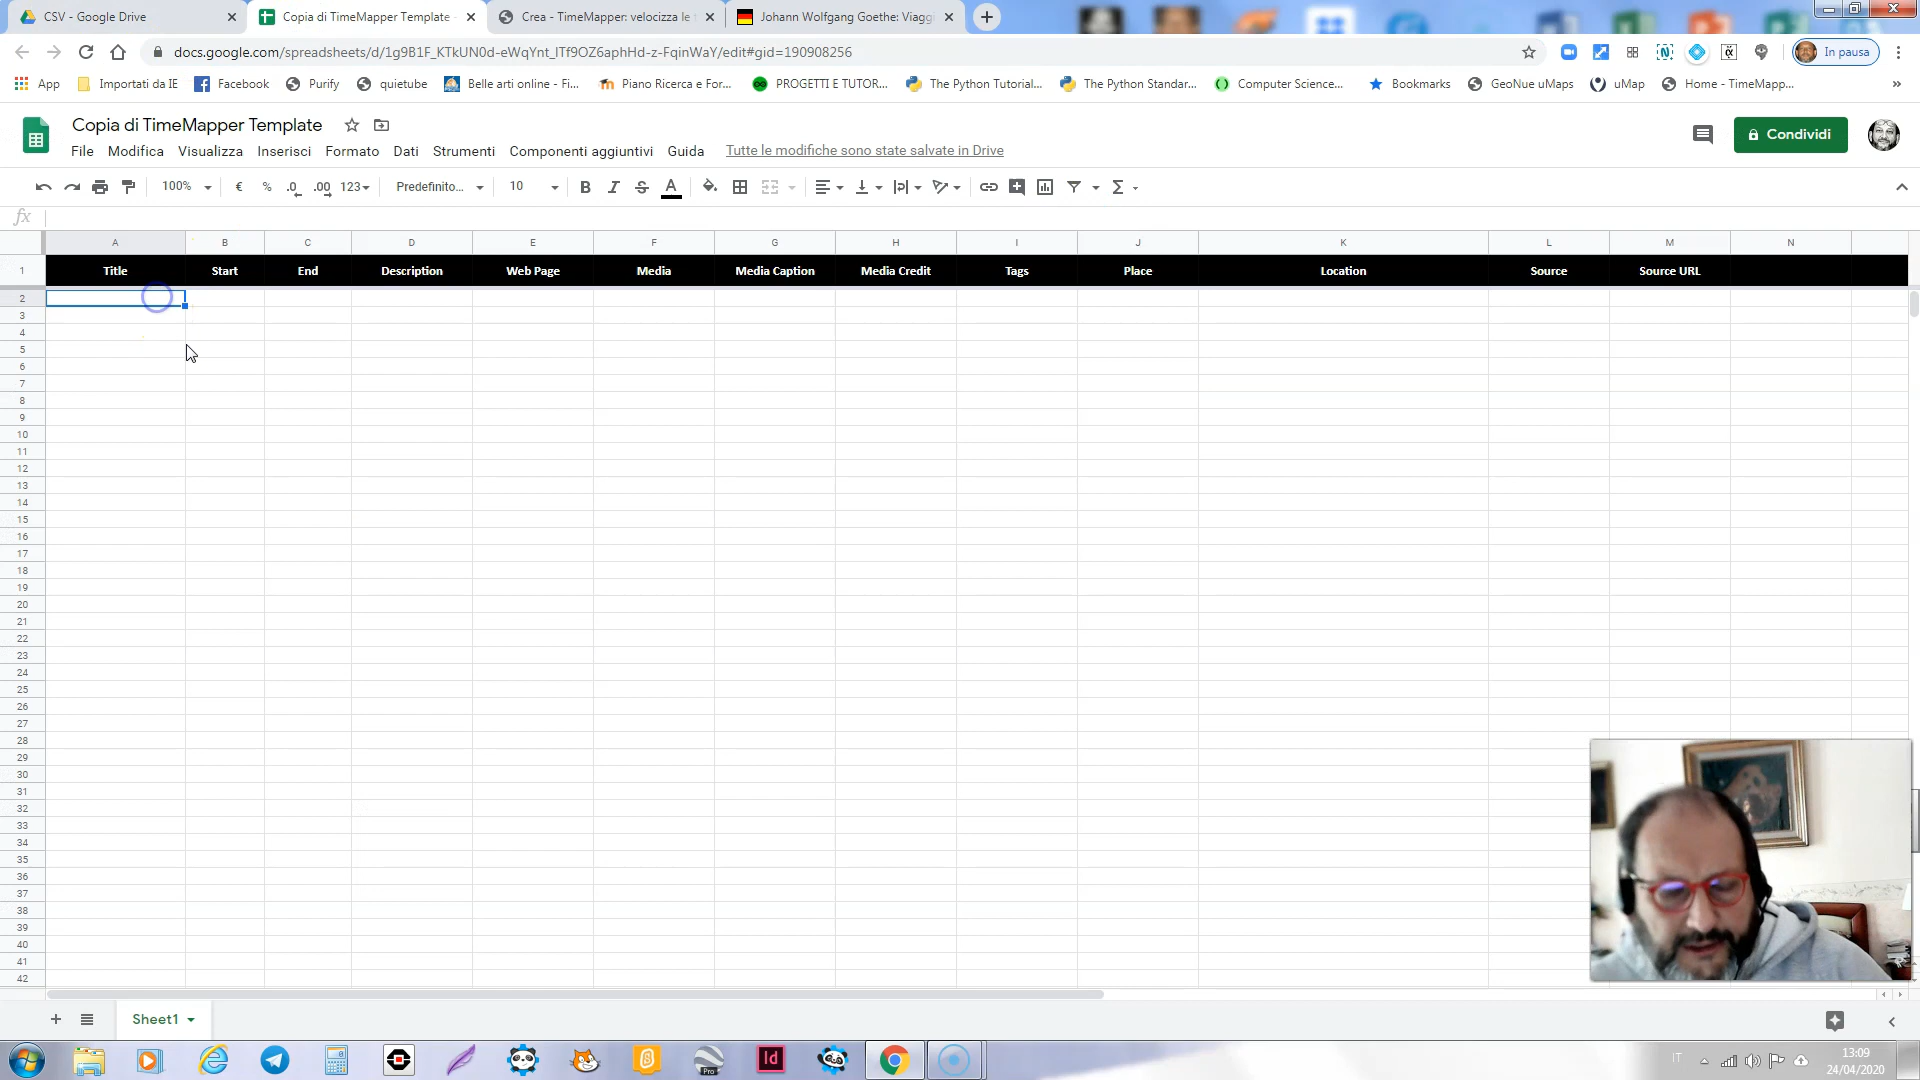 CSV - Google Drive
Copia di TimeMapper Template -
Crea - TimeMapper: velocizza le
Johann Wolfgang Goethe: Viagg
docs.google.com/spreadsheets/d/1g9B1F_KTkUN0d-eWqYnt_ITf9OZ6aphHd-z-FqinWaY/edit#gid=190908256
In pausa
App
Importati da IE
Facebook
Purify
quietube
Belle arti online - Fi...
Piano Ricerca e For...
PROGETTI E TUTOR...
The Python Tutorial...
The Python Standar...
Computer Science...
Bookmarks
GeoNue uMaps
uMap
Home - TimeMapp...
»
Copia di TimeMapper Template
Condividi
File Modifica Visualizza Inserisci Formato Dati Strumenti Componenti aggiuntivi Guida Tutte le modifiche sono state salvate in Drive
100% € % .0 .00 123 Predefinito... 10 B I S A Σ
fx
A B C D E F G H I J K L M N
1 Title Start End Description Web Page Media Media Caption Media Credit Tags Place Location Source Source URL
2
3
4
5
6
7
8
9
10
11
12
13
14
15
16
17
18
19
20
21
22
23
24
25
26
27
28
29
30
31
32
33
34
35
36
37
38
39
40
41
42
Sheet1
Pro
Id
IT
13:09
24/04/2020